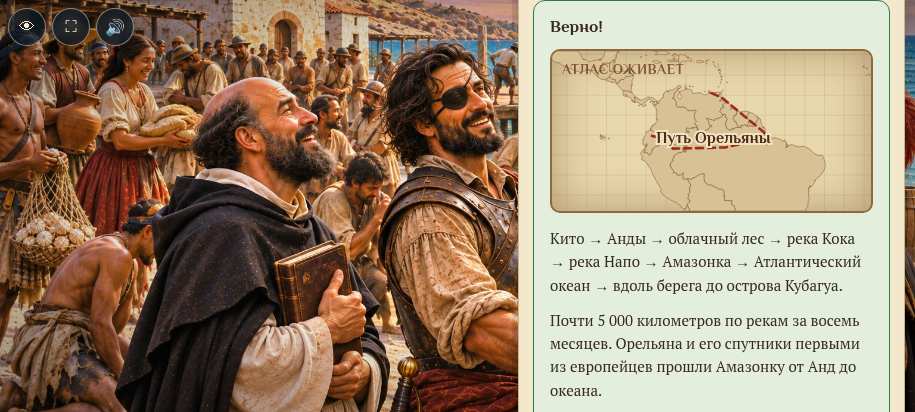 Верно!
АТЛАС ОЖИВАЕТ
Путь Орельяны
Кито → Анды → облачный лес → река Кока
→ река Напо → Амазонка → Атлантический
океан → вдоль берега до острова Кубагуа.
Почти 5 000 километров по рекам за восемь
месяцев. Орельяна и его спутники первыми
из европейцев прошли Амазонку от Анд до
океана.